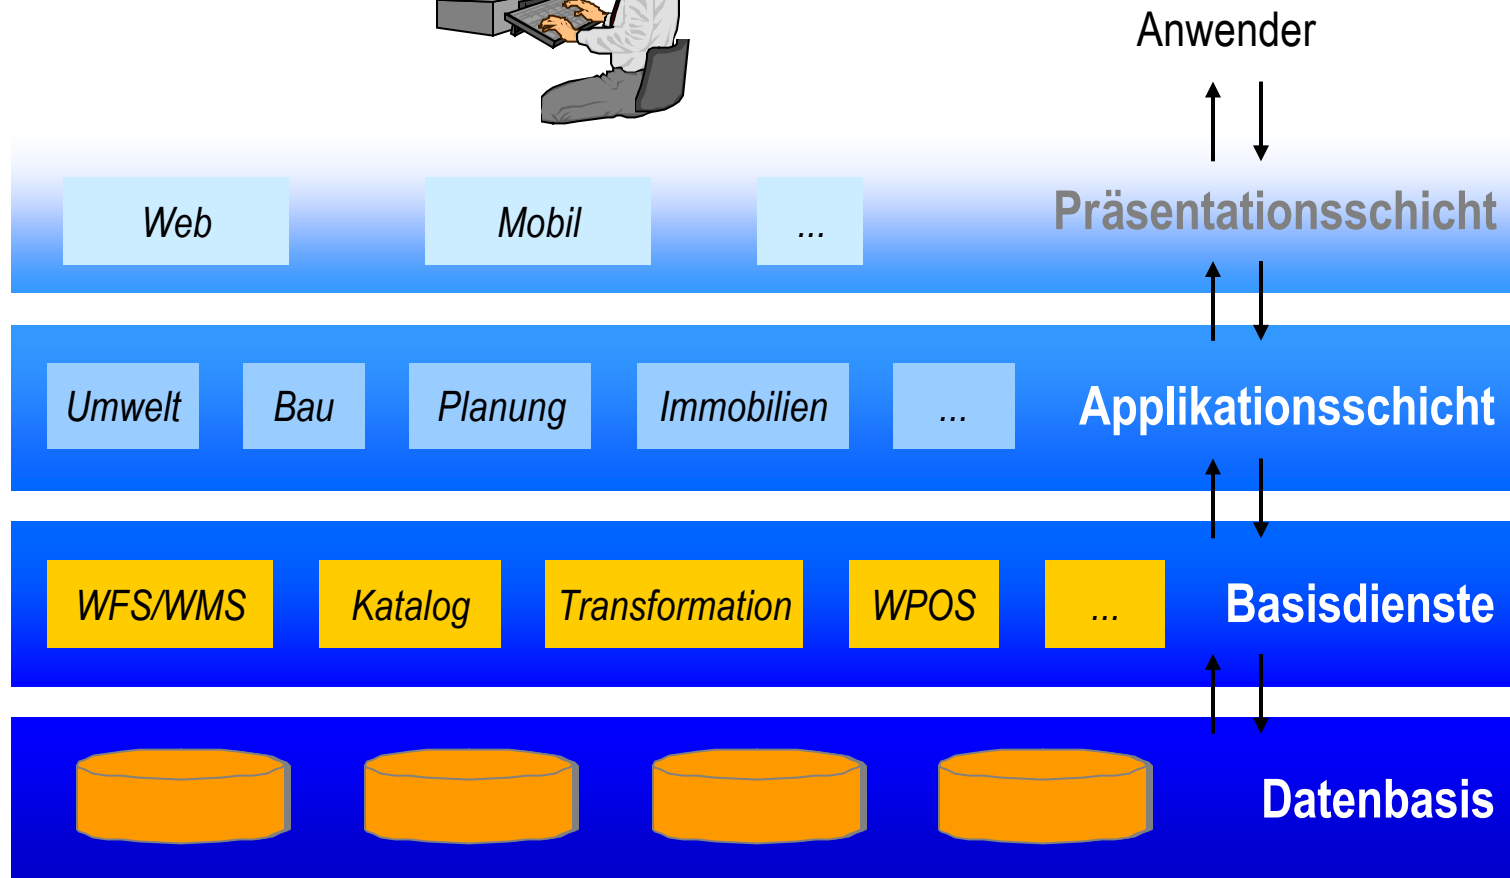 Anwender
Präsentationsschicht
Web
Mobil
...
Applikationsschicht
Umwelt
Bau
Planung
Immobilien
...
Basisdienste
WFS/WMS
Katalog
Transformation
WPOS
...
Datenbasis